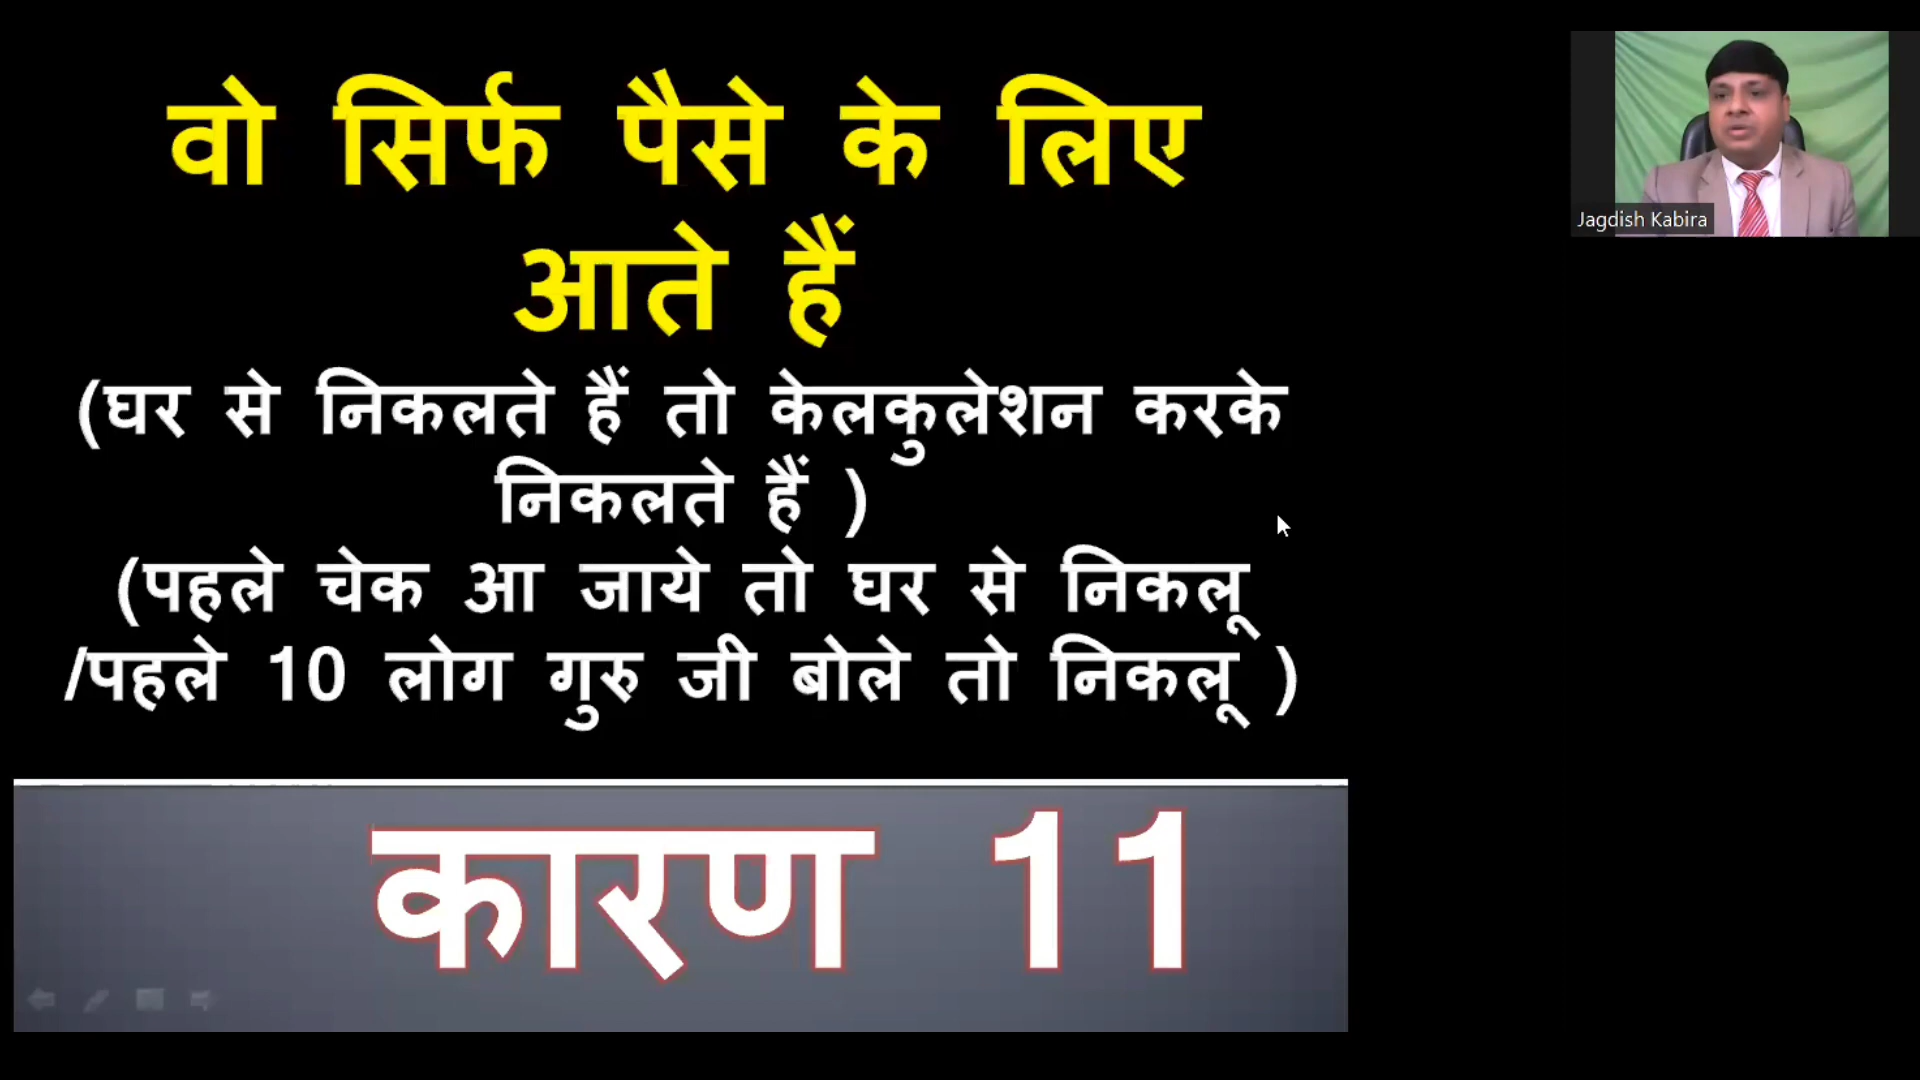 वो सिर्फ पैसे के लिए
आते हैं
(घर से निकलते हैं तो केलकुलेशन करके
निकलते हैं )
(पहले चेक आ जाये तो घर से निकलू
/पहले 10 लोग गुरु जी बोले तो निकलू )
कारण 11
Jagdish Kabira